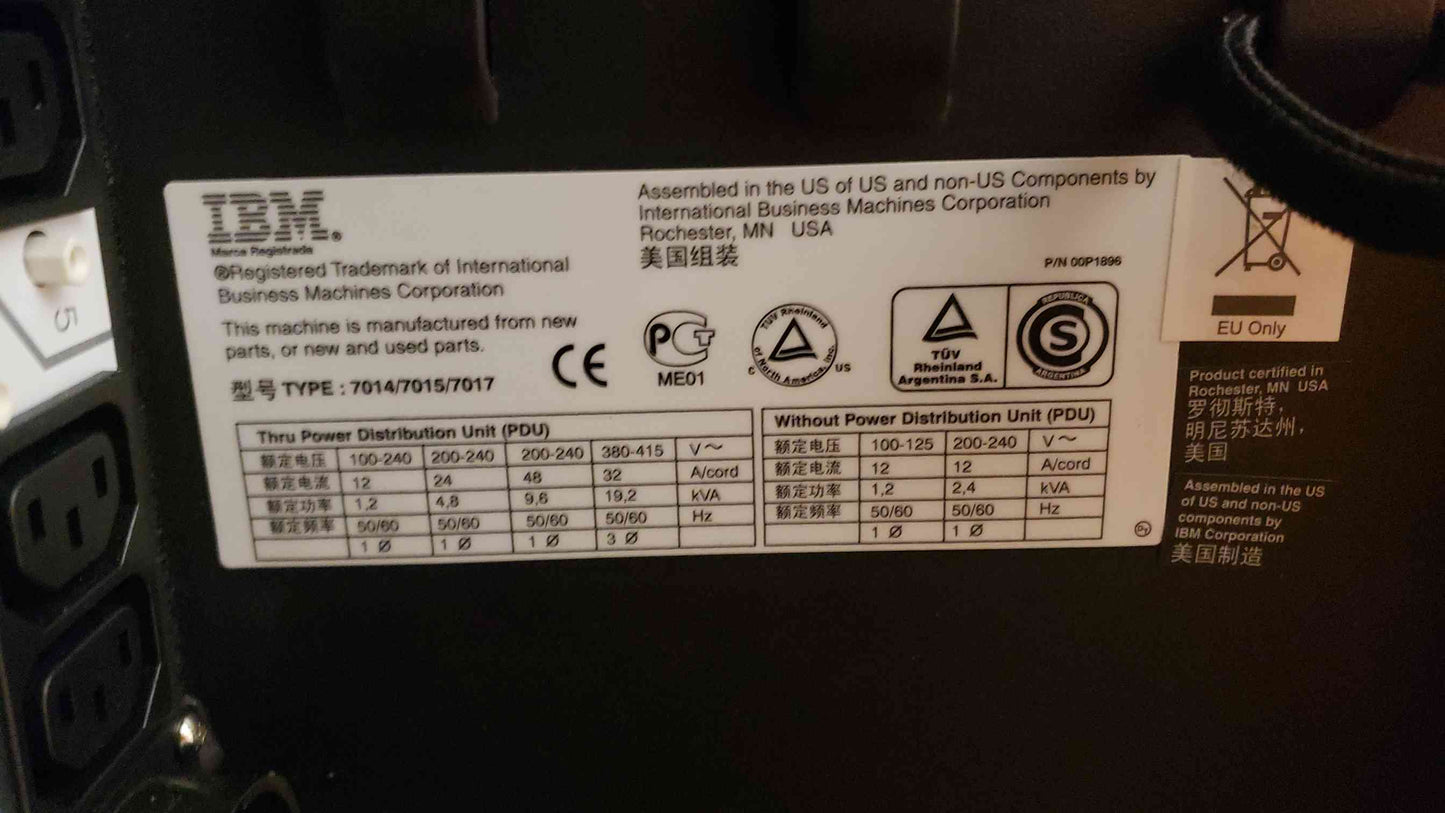 5
IBM®
Marca Registrada
®Registered Trademark of International
Business Machines Corporation
This machine is manufactured from new
parts, or new and used parts.
型号 TYPE : 7014/7015/7017
Assembled in the US of US and non-US Components by
International Business Machines Corporation
Rochester, MN USA
美国组装
P/N 00P1896
CE
PCT
ME01
TÜV Rheinland
of North America, Inc.
C US
TÜV
Rheinland
Argentina S.A.
REPUBLICA
S
ARGENTINA
Thru Power Distribution Unit (PDU)
额定电压 100-240 200-240 200-240 380-415 V~
额定电流 12 24 48 32 A/cord
额定功率 1,2 4,8 9,6 19,2 kVA
额定频率 50/60 50/60 50/60 50/60 Hz
1 Ø 1 Ø 1 Ø 3 Ø
Without Power Distribution Unit (PDU)
额定电压 100-125 200-240 V~
额定电流 12 12 A/cord
额定功率 1,2 2,4 kVA
额定频率 50/60 50/60 Hz
1 Ø 1 Ø
EU Only
Product certified in
Rochester, MN USA
罗彻斯特,
明尼苏达州,
美国
Assembled in the US
of US and non-US
components by
IBM Corporation
美国制造